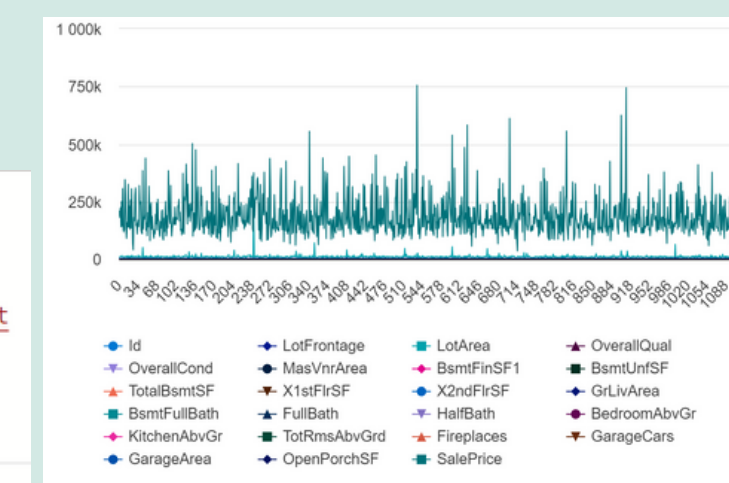 1 000k
750k
500k
250k
0
0 34 68 102 136 170 204 238 272 306 340 374 408 442 476 510 544 578 612 646 680 714 748 782 816 850 884 918 952 986 1020 1054 1088
t
Id LotFrontage LotArea OverallQual
OverallCond MasVnrArea BsmtFinSF1 BsmtUnfSF
TotalBsmtSF X1stFlrSF X2ndFlrSF GrLivArea
BsmtFullBath FullBath HalfBath BedroomAbvGr
KitchenAbvGr TotRmsAbvGrd Fireplaces GarageCars
GarageArea OpenPorchSF SalePrice